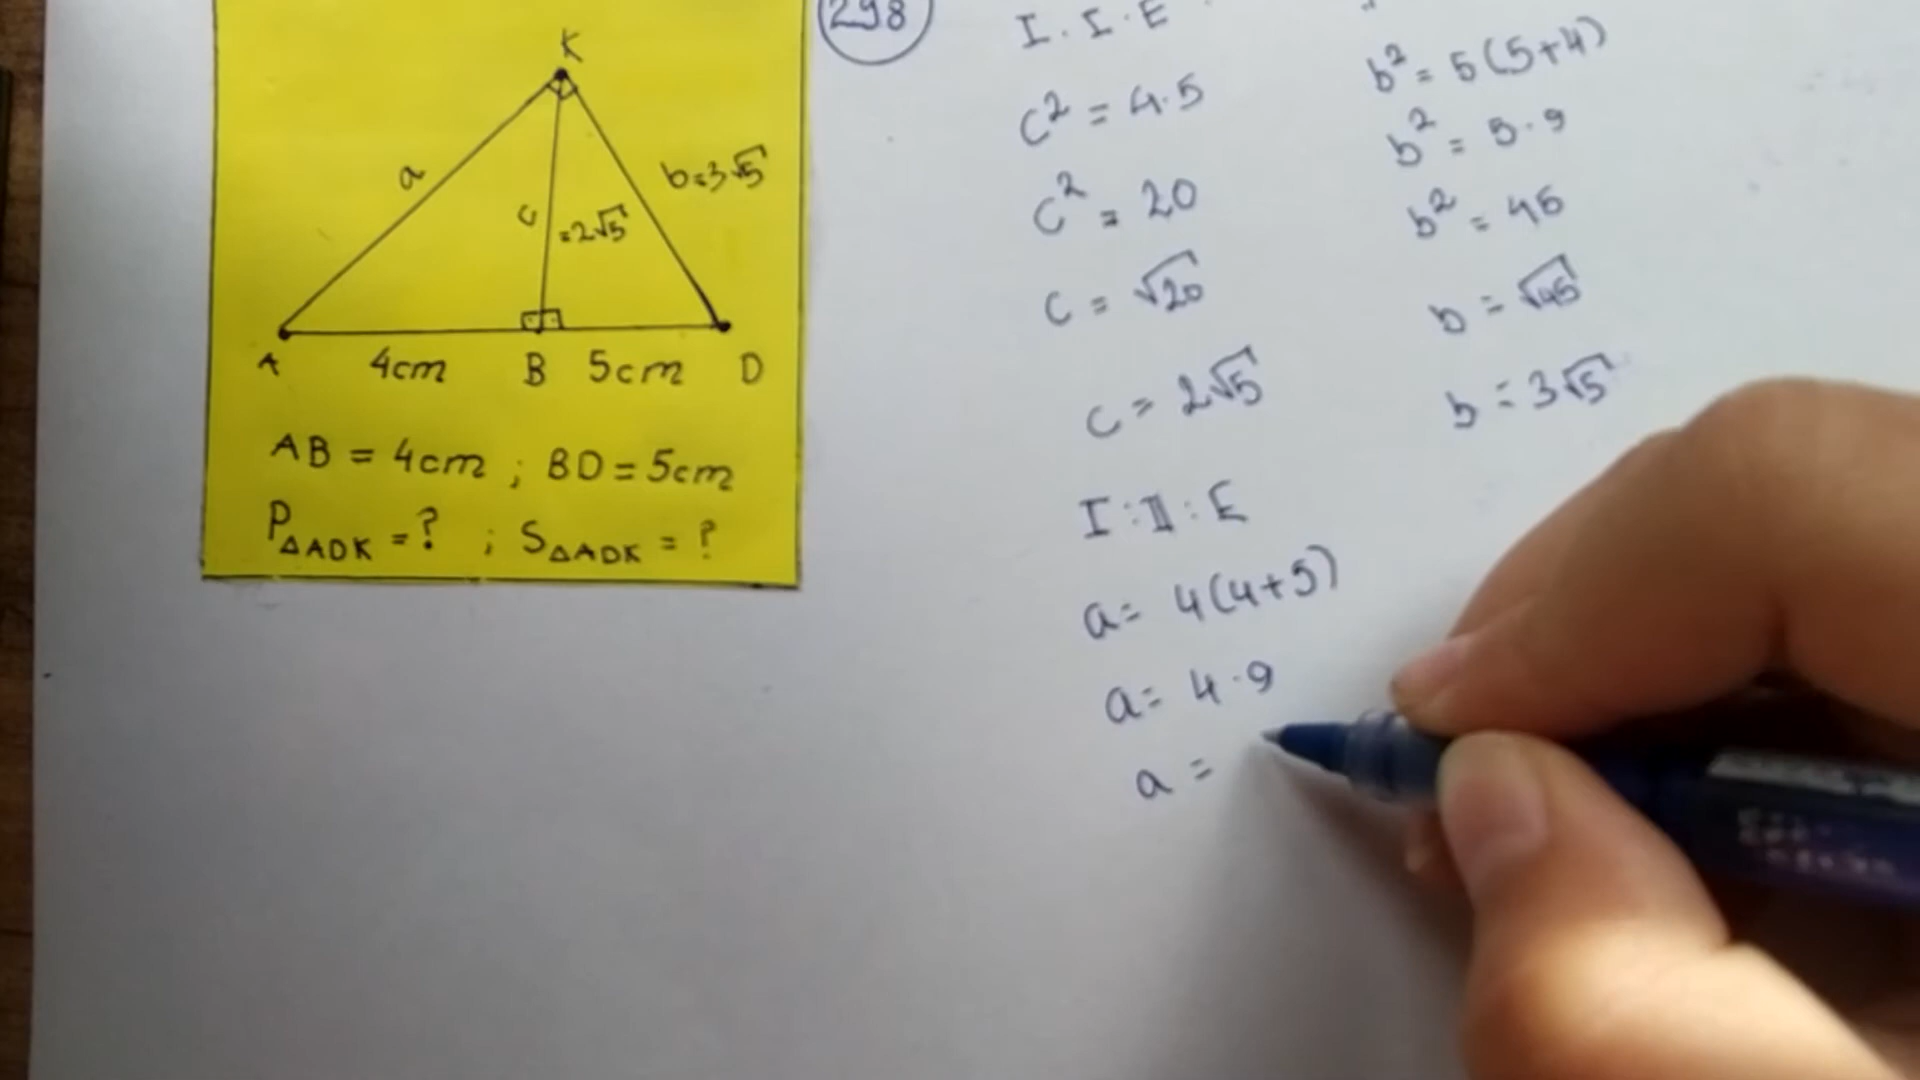 298
K
a
b=3√5
c
=2√5
A 4cm B 5cm D
AB = 4cm ; BD = 5cm
P△ADK = ? ; S△ADK = ?
I . I . E
c² = 4·5
c² = 20
c = √20
c = 2√5
I : II : E
a = 4(4+5)
a = 4·9
a =
b² = 5(5+4)
b² = 5·9
b² = 45
b = √45
b = 3√5